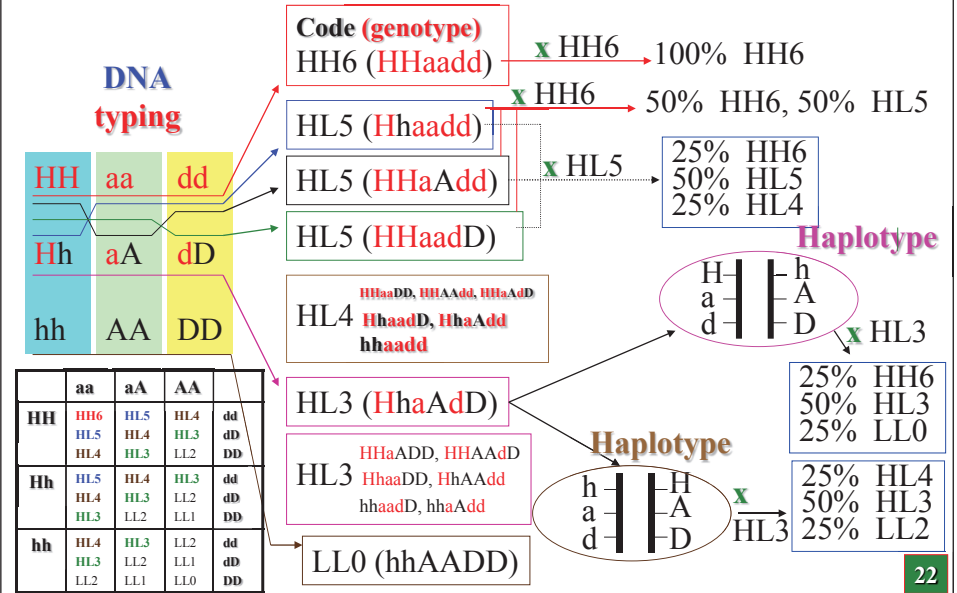 DNA
typing
HH aa dd
Hh aA dD
hh AA DD
Code (genotype)
HH6 (HHaadd)
x HH6
100% HH6
HL5 (Hhaadd)
x HH6
50% HH6, 50% HL5
HL5 (HHaAdd)
HL5 (HHaadD)
x HL5
25% HH6
50% HL5
25% HL4
HL4
HHaaDD, HHAAdd, HHaAdD
HhaadD, HhaAdd
hhaadd
HL3 (HhaAdD)
Haplotype
H h
a A
d D
x HL3
25% HH6
50% HL3
25% LL0
HL3
HHaADD, HHAAdD
HhaaDD, HhAAdd
hhaadD, hhaAdd
Haplotype
h H
a A
d D
x
HL3
25% HL4
50% HL3
25% LL2
LL0 (hhAADD)
aa aA AA
HH HH6 HL5 HL4 dd
HL5 HL4 HL3 dD
HL4 HL3 LL2 DD
Hh HL5 HL4 HL3 dd
HL4 HL3 LL2 dD
HL3 LL2 LL1 DD
hh HL4 HL3 LL2 dd
HL3 LL2 LL1 dD
LL2 LL1 LL0 DD
22